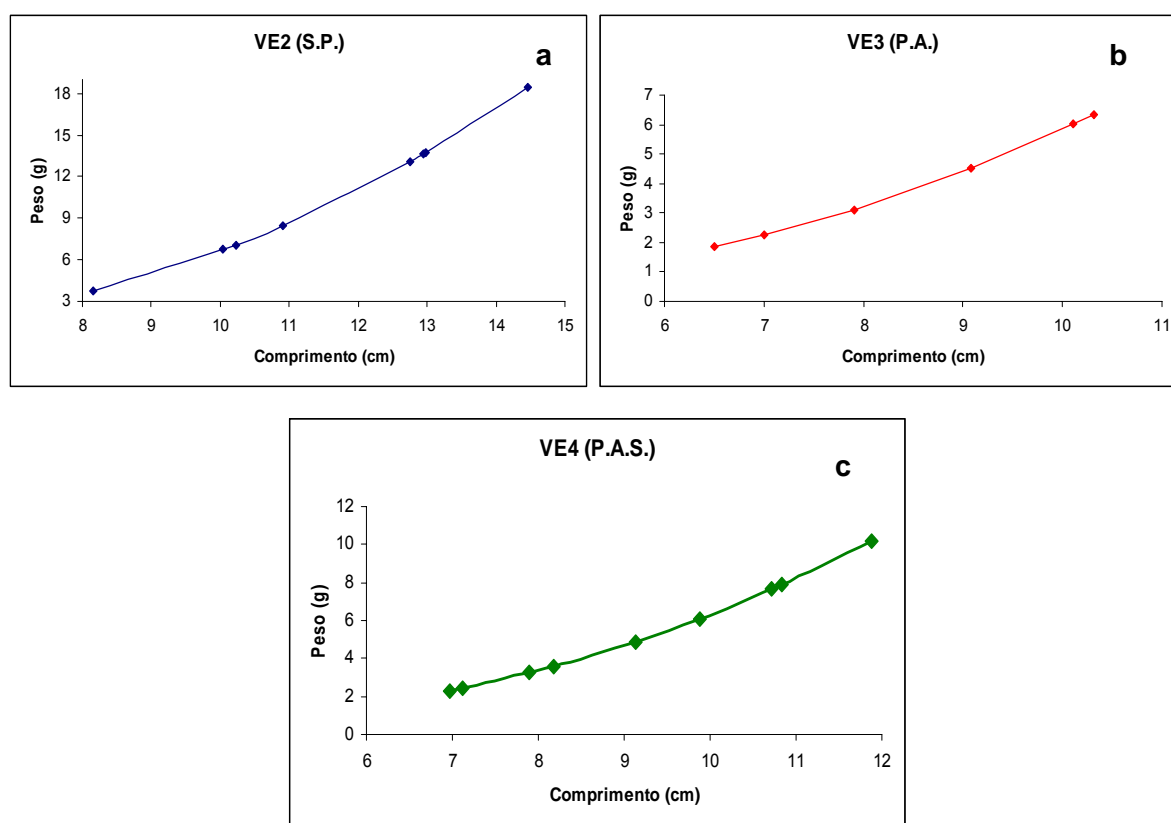 VE2 (S.P.)
a
Peso (g)
18
15
12
9
6
3
8 9 10 11 12 13 14 15
Comprimento (cm)
VE3 (P.A.)
b
Peso (g)
7
6
5
4
3
2
1
0
6 7 8 9 10 11
Comprimento (cm)
VE4 (P.A.S.)
c
Peso (g)
12
10
8
6
4
2
0
6 7 8 9 10 11 12
Comprimento (cm)